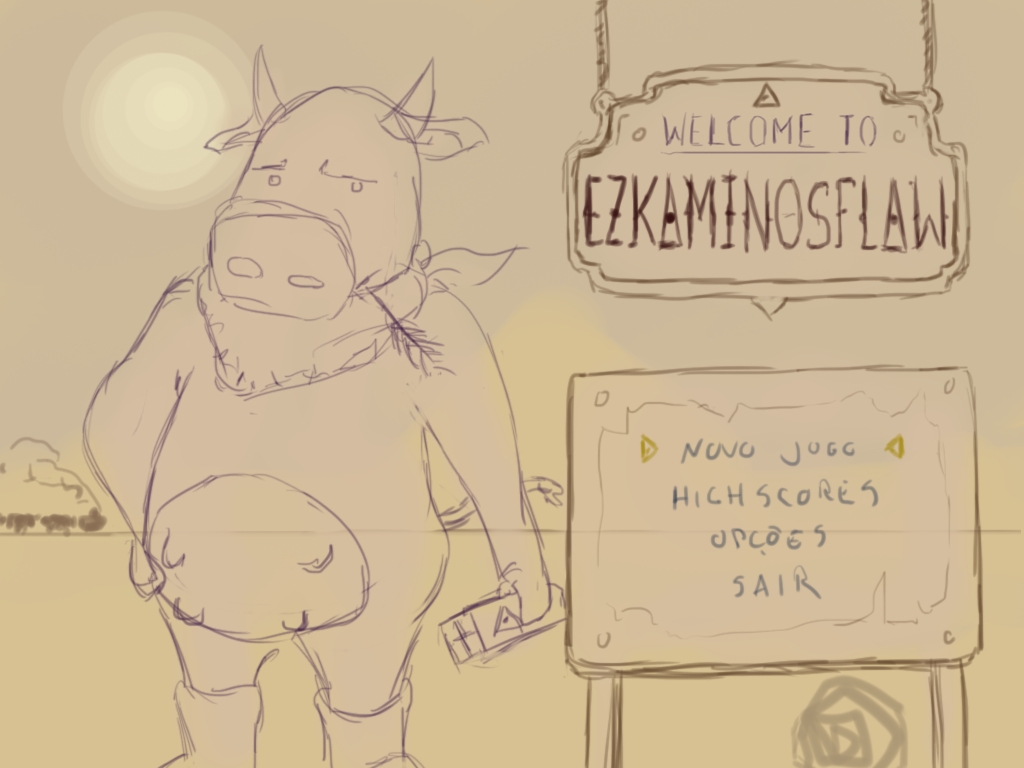 WELCOME TO
EZKAMINOSFLAW
NOVO JOGO
HIGHSCORES
OPÇÕES
SAIR